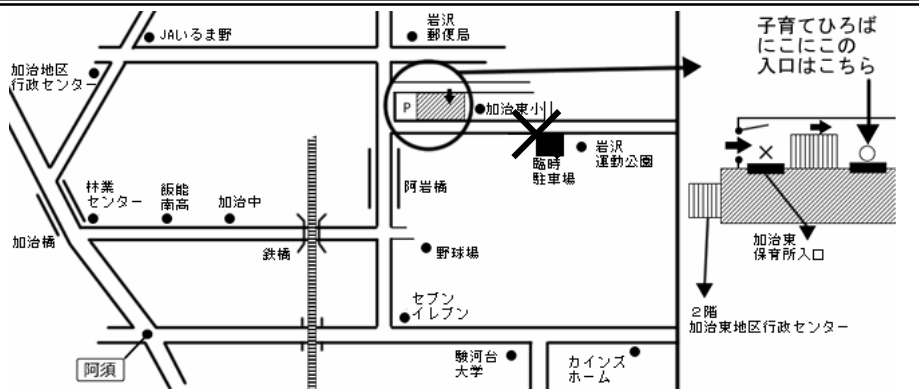 JAいるま野
岩沢
郵便局
子育てひろば
にこにこの
入口はこちら
加治地区
行政センター
P
加治東小
岩沢
運動公園
臨時
駐車場
林業
センター
飯能
南高
加治中
阿岩橋
加治橋
鉄橋
野球場
加治東
保育所入口
セブン
イレブン
2階
加治東地区行政センター
阿須
駿河台
大学
カインズ
ホーム